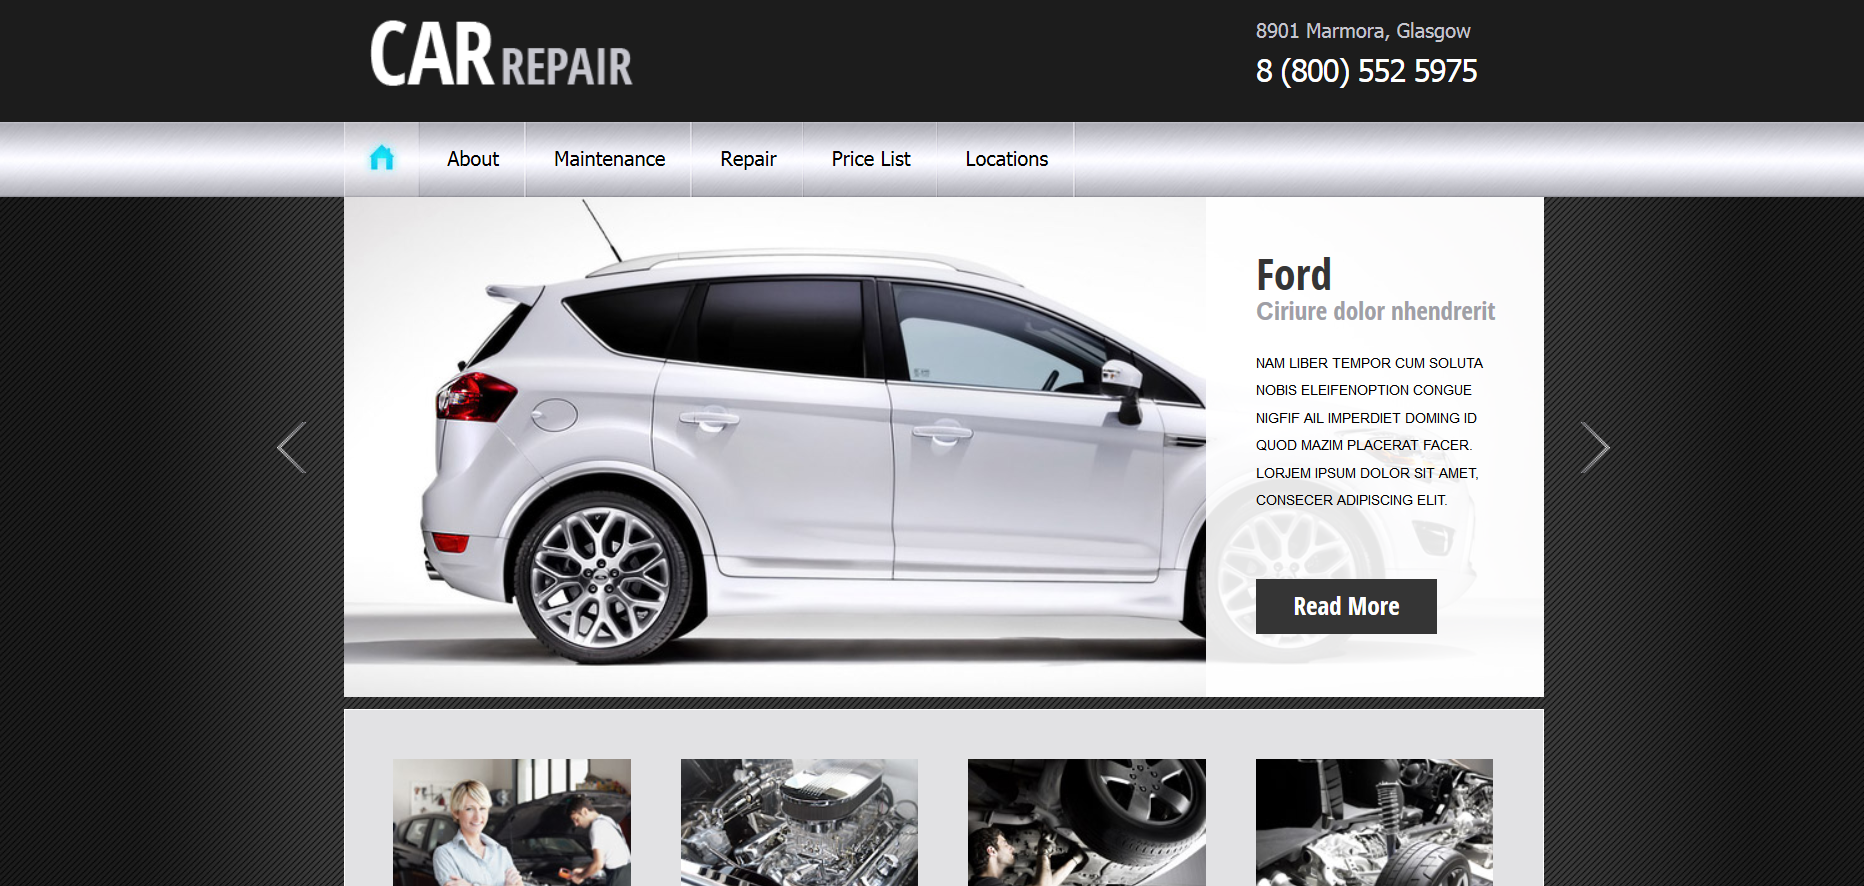 CAR REPAIR
8901 Marmora, Glasgow
8 (800) 552 5975
About
Maintenance
Repair
Price List
Locations
Ford
Ciriure dolor nhendrerit
NAM LIBER TEMPOR CUM SOLUTA
NOBIS ELEIFENOPTION CONGUE
NIGFIF AIL IMPERDIET DOMING ID
QUOD MAZIM PLACERAT FACER.
LORJEM IPSUM DOLOR SIT AMET,
CONSECER ADIPISCING ELIT.
Read More